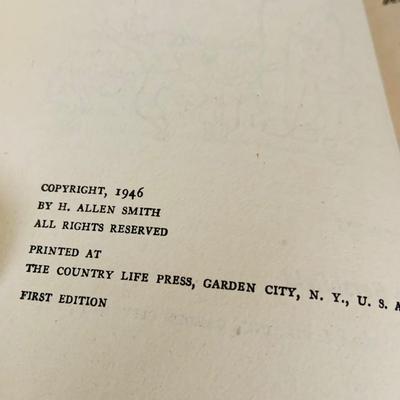 COPYRIGHT, 1946
BY H. ALLEN SMITH
ALL RIGHTS RESERVED
PRINTED AT
THE COUNTRY LIFE PRESS, GARDEN CITY, N. Y., U. S. A
FIRST EDITION